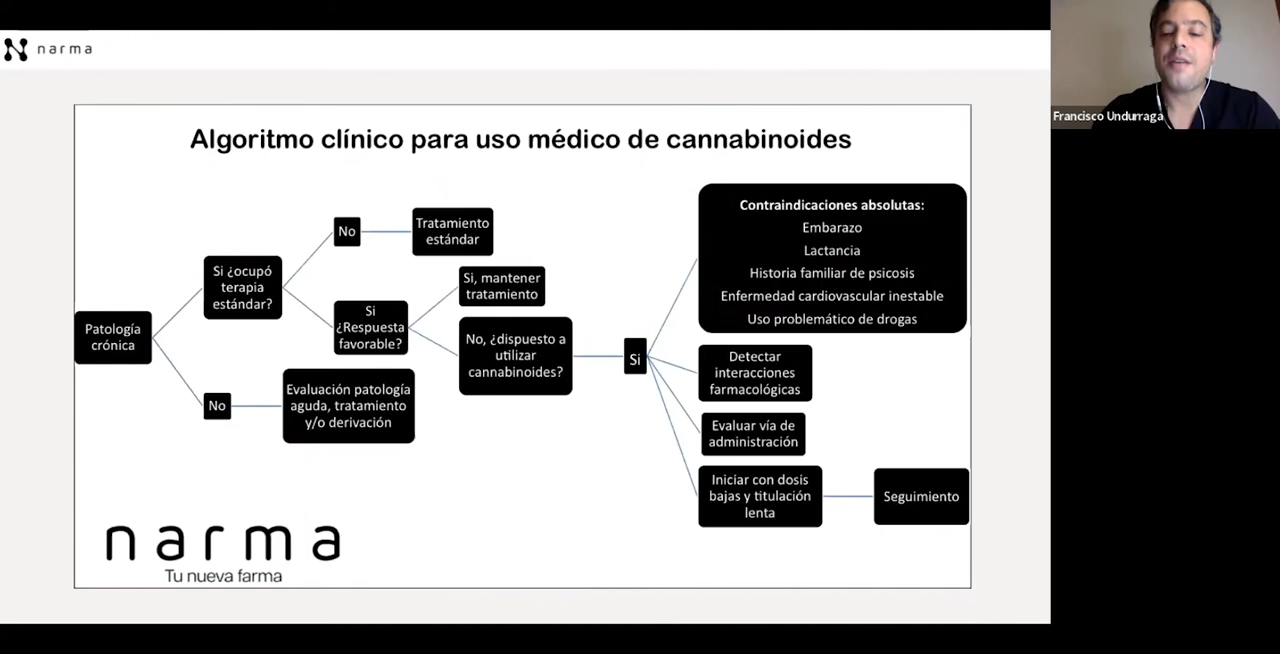 narma
Francisco Undurraga
Algoritmo clínico para uso médico de cannabinoides
Patología
crónica
Si ¿ocupó
terapia
estándar?
No
Tratamiento
estándar
Si
¿Respuesta
favorable?
Si, mantener
tratamiento
No, ¿dispuesto a
utilizar
cannabinoides?
No
Evaluación patología
aguda, tratamiento
y/o derivación
Si
Contraindicaciones absolutas:
Embarazo
Lactancia
Historia familiar de psicosis
Enfermedad cardiovascular inestable
Uso problemático de drogas
Detectar
interacciones
farmacológicas
Evaluar vía de
administración
Iniciar con dosis
bajas y titulación
lenta
Seguimiento
narma
Tu nueva farma